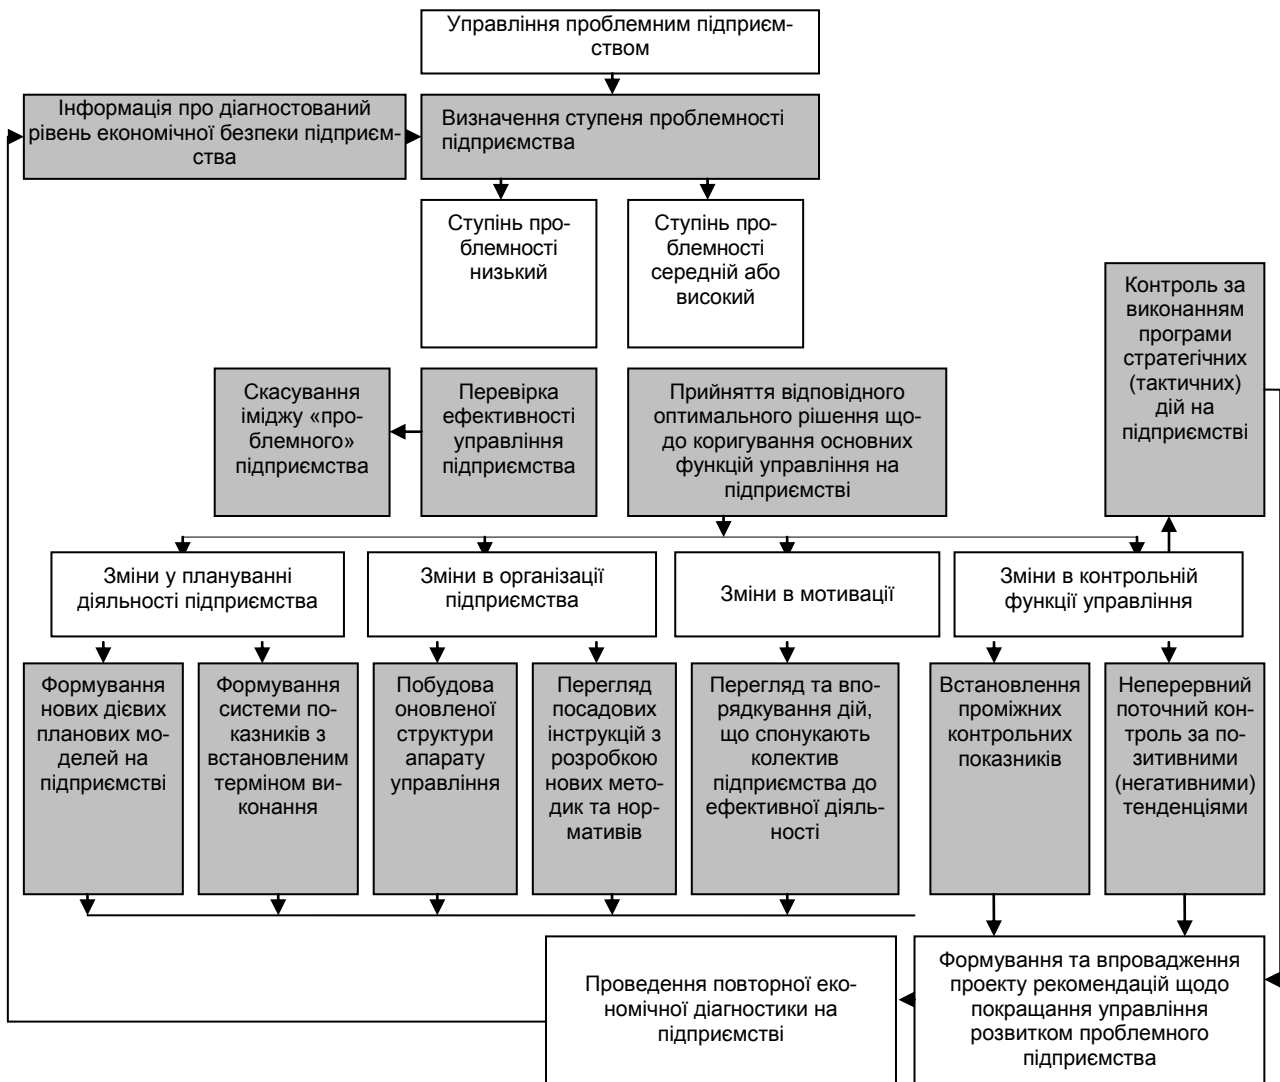 Управління проблемним підприєм-
ством
Інформація про діагностований
рівень економічної безпеки підприєм-
ства
Визначення ступеня проблемності
підприємства
Ступінь про-
блемності
низький
Ступінь про-
блемності
середній або
високий
Контроль за
виконанням
програми
стратегічних
(тактичних)
дій на
підприємстві
Скасування
іміджу «про-
блемного»
підприємства
Перевірка
ефективності
управління
підприємства
Прийняття відповідного
оптимального рішення що-
до коригування основних
функцій управління на
підприємстві
Зміни у плануванні
діяльності підприємства
Зміни в організації
підприємства
Зміни в мотивації
Зміни в контрольній
функції управління
Формування
нових дієвих
планових мо-
делей на
підприємстві
Формування
системи по-
казників з
встановленим
терміном ви-
конання
Побудова
оновленої
структури
апарату
управління
Перегляд
посадових
інструкцій з
розробкою
нових мето-
дик та нор-
мативів
Перегляд та впо-
рядкування дій,
що спонукають
колектив
підприємства до
ефективної діяль-
ності
Встановлення
проміжних
контрольних
показників
Неперервний
поточний кон-
троль за по-
зитивними
(негативними)
тенденціями
Проведення повторної еко-
номічної діагностики на
підприємстві
Формування та впровадження
проекту рекомендацій щодо
покращання управління
розвитком проблемного
підприємства